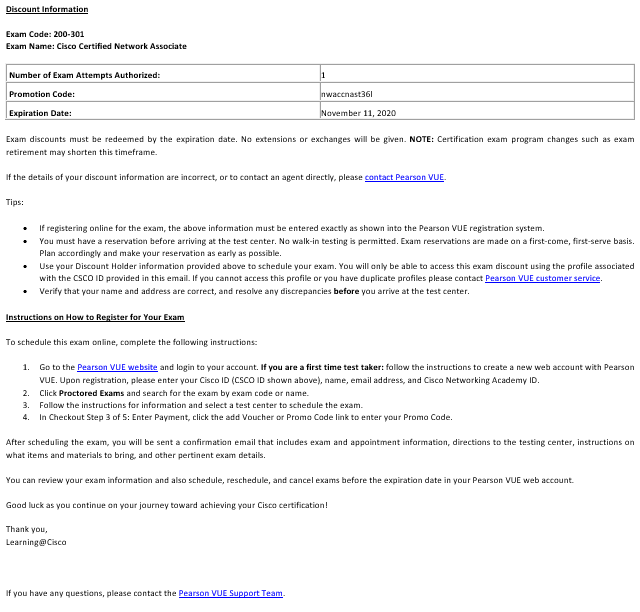 Discount Information
Exam Code: 200-301
Exam Name: Cisco Certified Network Associate
Number of Exam Attempts Authorized: 1
Promotion Code: nwaccnast36l
Expiration Date: November 11, 2020
Exam discounts must be redeemed by the expiration date. No extensions or exchanges will be given. NOTE: Certification exam program changes such as exam
retirement may shorten this timeframe.
If the details of your discount information are incorrect, or to contact an agent directly, please contact Pearson VUE.
Tips:
• If registering online for the exam, the above information must be entered exactly as shown into the Pearson VUE registration system.
• You must have a reservation before arriving at the test center. No walk-in testing is permitted. Exam reservations are made on a first-come, first-serve basis.
Plan accordingly and make your reservation as early as possible.
• Use your Discount Holder information provided above to schedule your exam. You will only be able to access this exam discount using the profile associated
with the CSCO ID provided in this email. If you cannot access this profile or you have duplicate profiles please contact Pearson VUE customer service.
• Verify that your name and address are correct, and resolve any discrepancies before you arrive at the test center.
Instructions on How to Register for Your Exam
To schedule this exam online, complete the following instructions:
1. Go to the Pearson VUE website and login to your account. If you are a first time test taker: follow the instructions to create a new web account with Pearson
VUE. Upon registration, please enter your Cisco ID (CSCO ID shown above), name, email address, and Cisco Networking Academy ID.
2. Click Proctored Exams and search for the exam by exam code or name.
3. Follow the instructions for information and select a test center to schedule the exam.
4. In Checkout Step 3 of 5: Enter Payment, click the add Voucher or Promo Code link to enter your Promo Code.
After scheduling the exam, you will be sent a confirmation email that includes exam and appointment information, directions to the testing center, instructions on
what items and materials to bring, and other pertinent exam details.
You can review your exam information and also schedule, reschedule, and cancel exams before the expiration date in your Pearson VUE web account.
Good luck as you continue on your journey toward achieving your Cisco certification!
Thank you,
Learning@Cisco
If you have any questions, please contact the Pearson VUE Support Team.